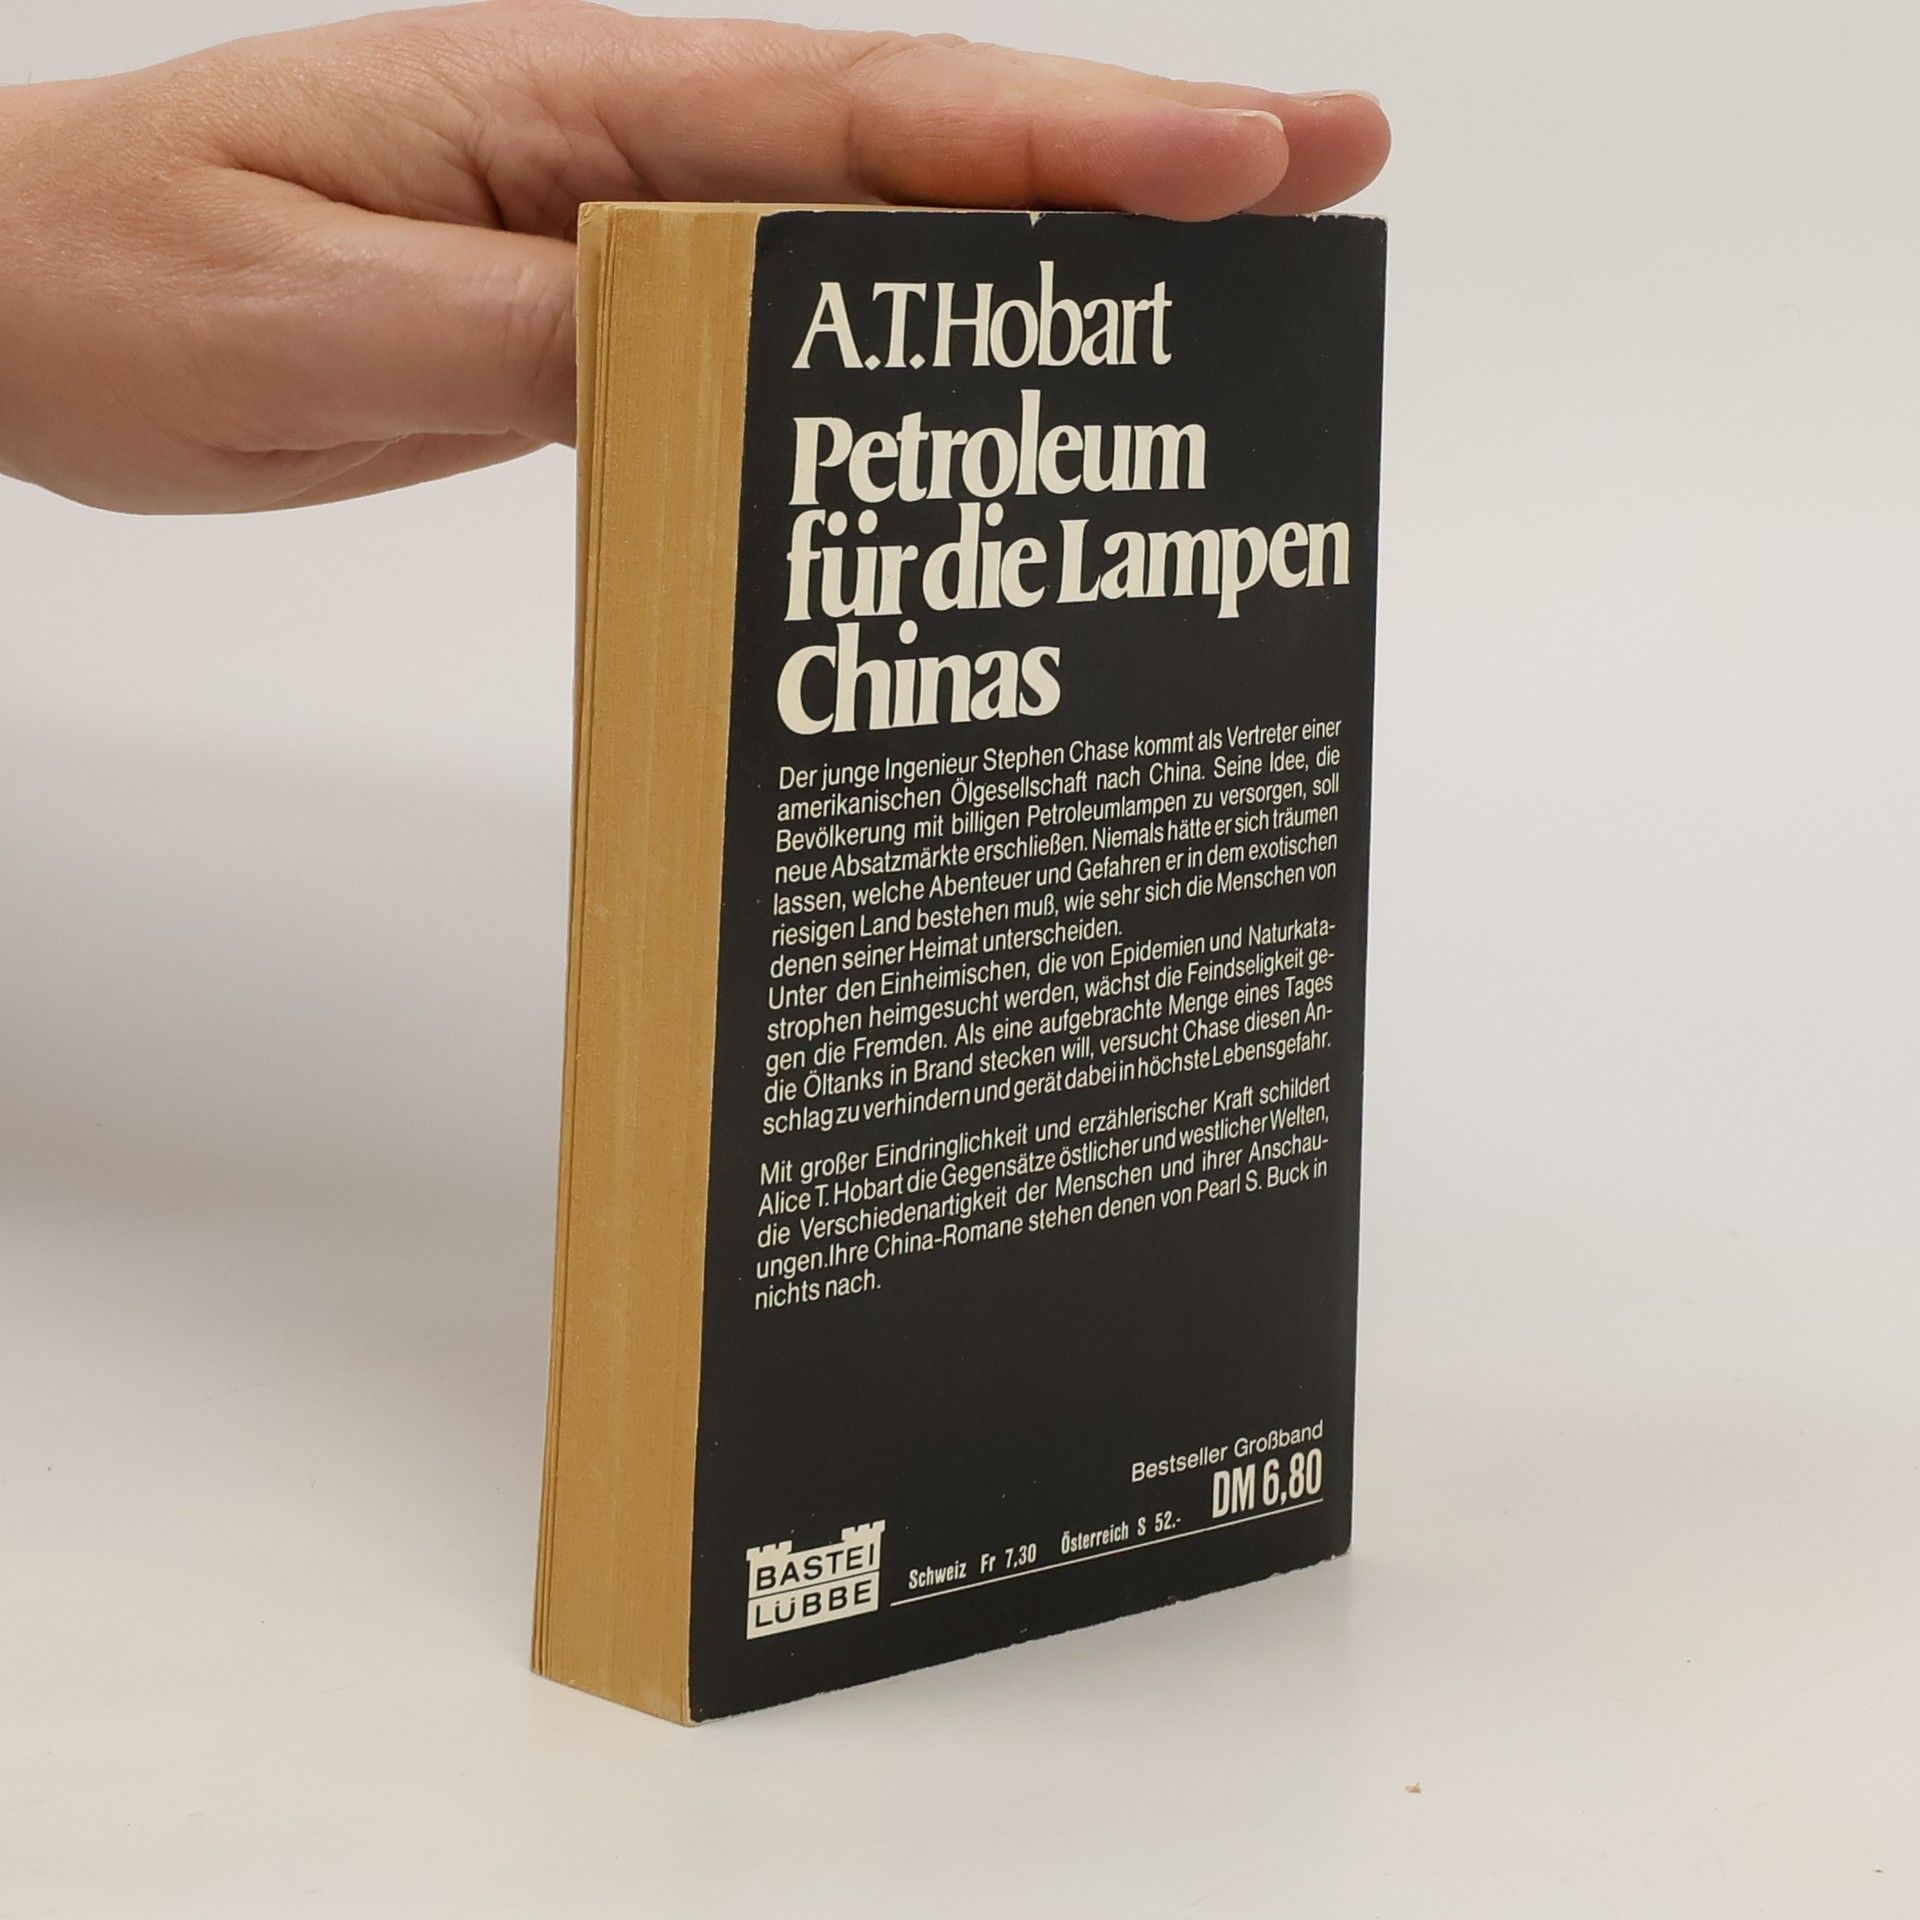 A.T. Hobart
Petroleum
für die Lampen
Chinas
Der junge Ingenieur Stephen Chase kommt als Vertreter einer
amerikanischen Ölgesellschaft nach China. Seine Idee, die
Bevölkerung mit billigen Petroleumlampen zu versorgen, soll
neue Absatzmärkte erschließen. Niemals hätte er sich träumen
lassen, welche Abenteuer und Gefahren er in dem exotischen
riesigen Land bestehen muß, wie sehr sich die Menschen von
denen seiner Heimat unterscheiden.
Unter den Einheimischen, die von Epidemien und Naturkata-
strophen heimgesucht werden, wächst die Feindseligkeit ge-
gen die Fremden. Als eine aufgebrachte Menge eines Tages
die Öltanks in Brand stecken will, versucht Chase diesen An-
schlag zu verhindern und gerät dabei in höchste Lebensgefahr.
Mit großer Eindringlichkeit und erzählerischer Kraft schildert
Alice T. Hobart die Gegensätze östlicher und westlicher Welten,
die Verschiedenartigkeit der Menschen und ihrer Anschau-
ungen.Ihre China-Romane stehen denen von Pearl S. Buck in
nichts nach.
Bestseller Großband
DM 6,80
Schweiz Fr 7,30 Österreich S 52.-
BASTEI
LÜBBE